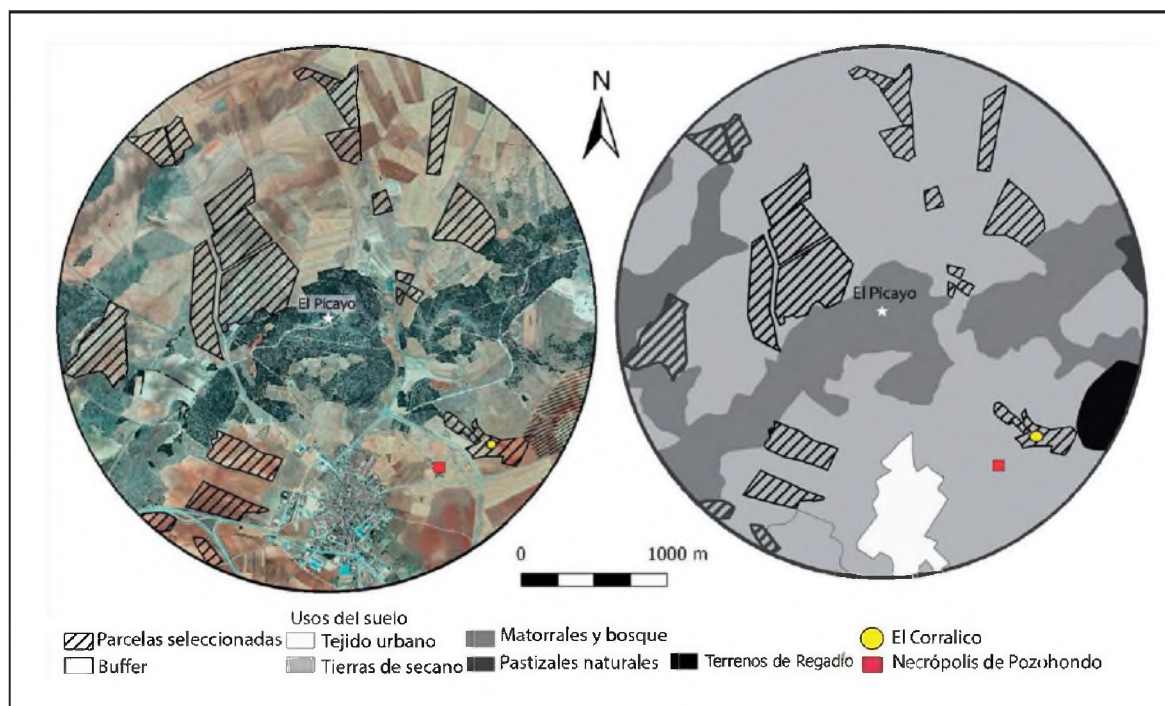 N
El Picayo
El Picayo
0 1000 m
Usos del suelo
Parcelas seleccionadas Tejido urbano Matorrales y bosque El Corralico
Buffer Tierras de secano Pastizales naturales Terrenos de Regadío Necrópolis de Pozohondo